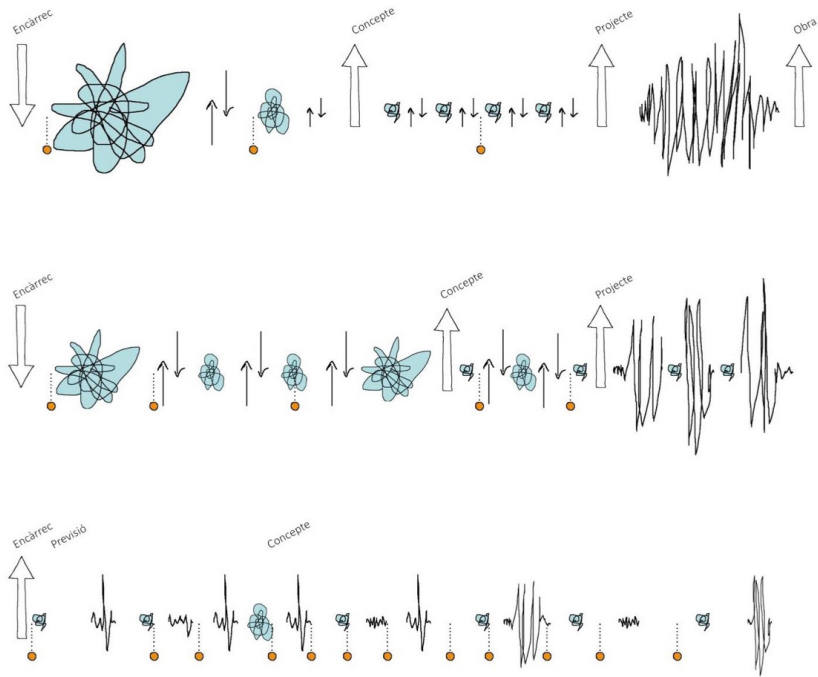 Encàrrec
Concepte
Projecte
Obra
Encàrrec
Concepte
Projecte
Encàrrec
Previsió
Concepte